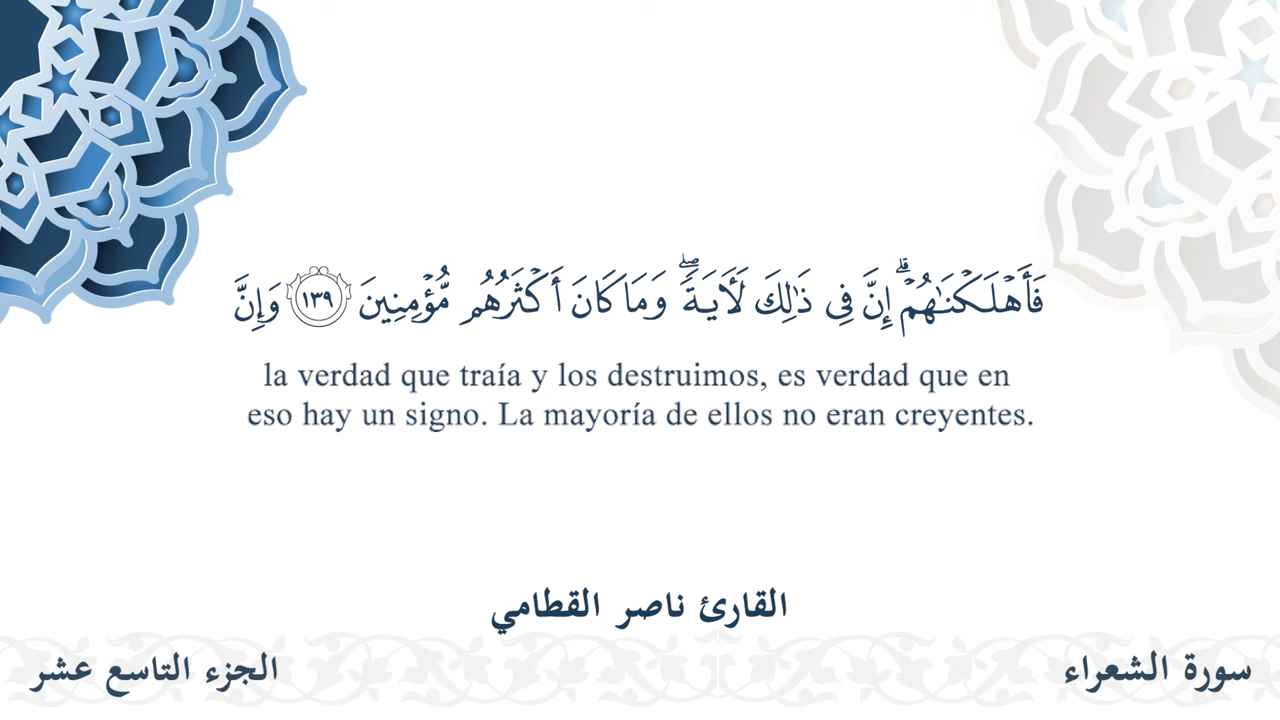 فَأَهْلَكْنَٰهُمْ ۗ إِنَّ فِى ذَٰلِكَ لَءَايَةً ۖ وَمَا كَانَ أَكْثَرُهُم مُّؤْمِنِينَ ١٣٩ وَإِنَّ
la verdad que traía y los destruimos, es verdad que en
eso hay un signo. La mayoría de ellos no eran creyentes.
القارئ ناصر القطامي
سورة الشعراء
الجزء التاسع عشر